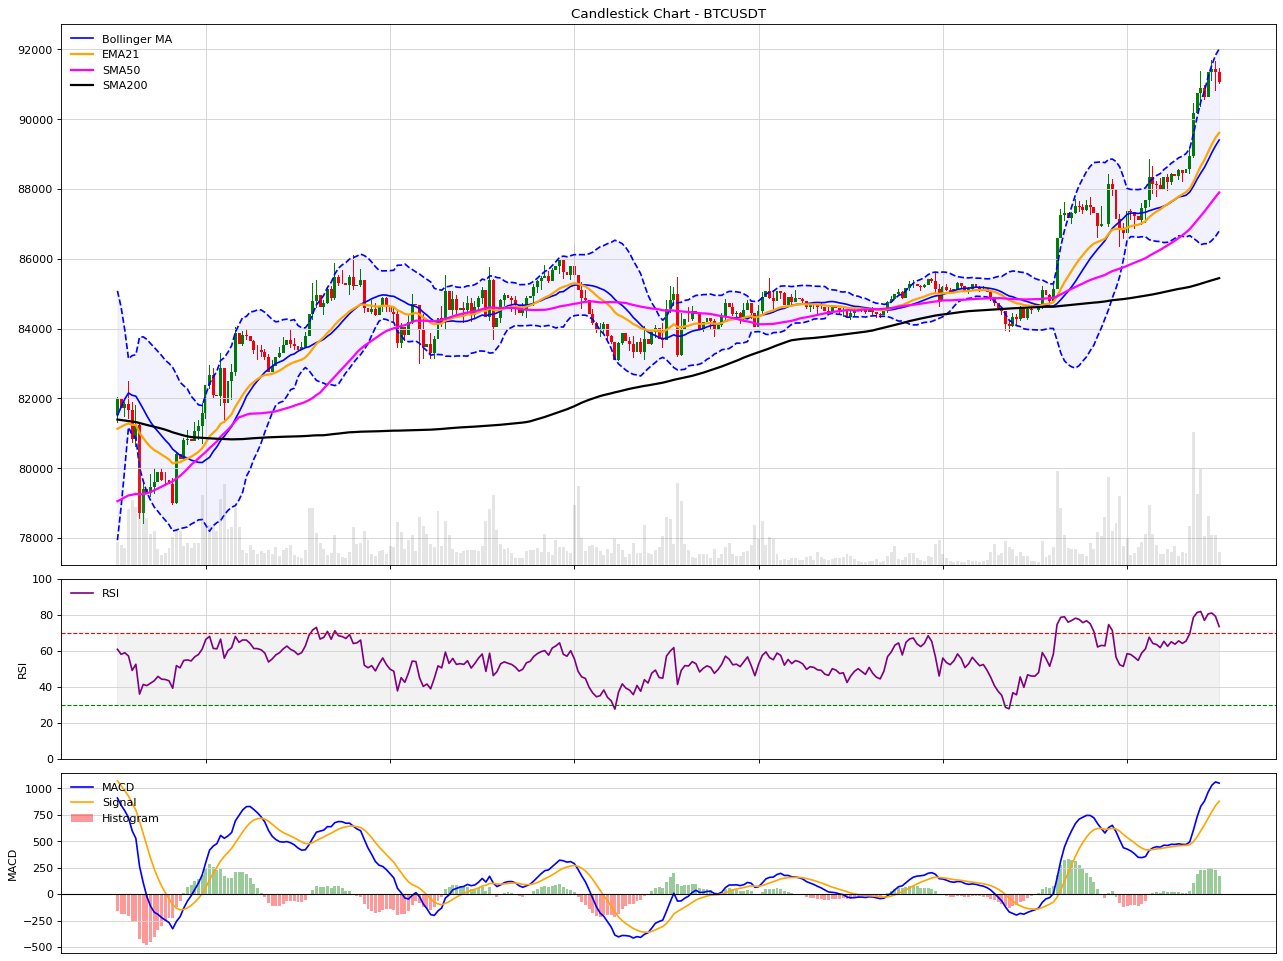 Candlestick Chart - BTCUSDT
Bollinger MA
EMA21
SMA50
SMA200
92000
90000
88000
86000
84000
82000
80000
78000
RSI
100
80
60
40
20
0
RSI
MACD
Signal
Histogram
1000
750
500
250
0
−250
−500
MACD